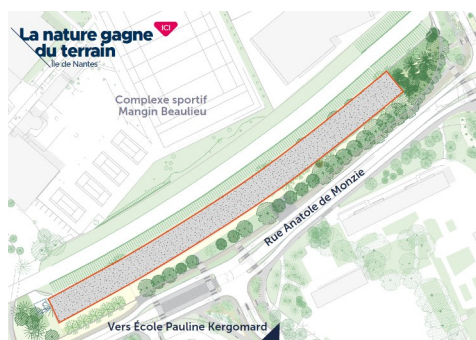 La nature gagne
du terrain
Île de Nantes
ICI
Complexe sportif
Mangin Beaulieu
Rue Anatole de Monzie
Vers École Pauline Kergomard